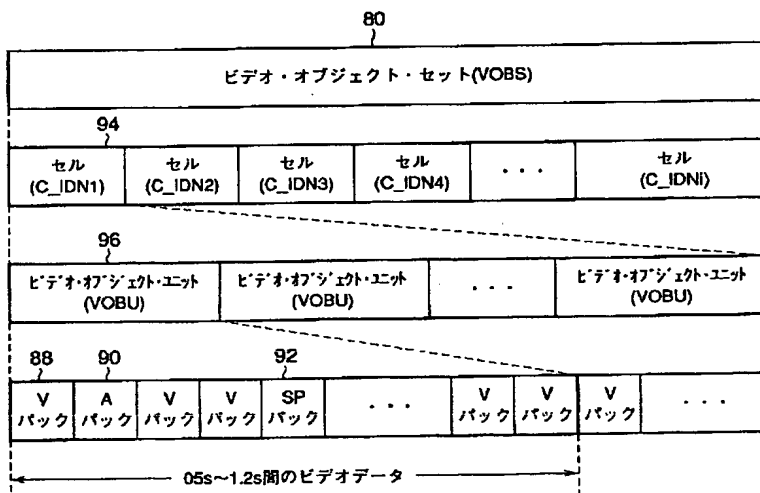 80
ビデオ・オブジェクト・セット(VOBS)
94
セル セル セル セル ・・・ セル
(C_IDN1) (C_IDN2) (C_IDN3) (C_IDN4) (C_IDNi)
96
ビデオ・オブジェクト・ユニット ビデオ・オブジェクト・ユニット ・・・ ビデオ・オブジェクト・ユニット
(VOBU) (VOBU) (VOBU)
88 90 92
V A V V SP ・・・ V V V ・・・
パック パック パック パック パック パック パック パック
05s~1.2s間のビデオデータ